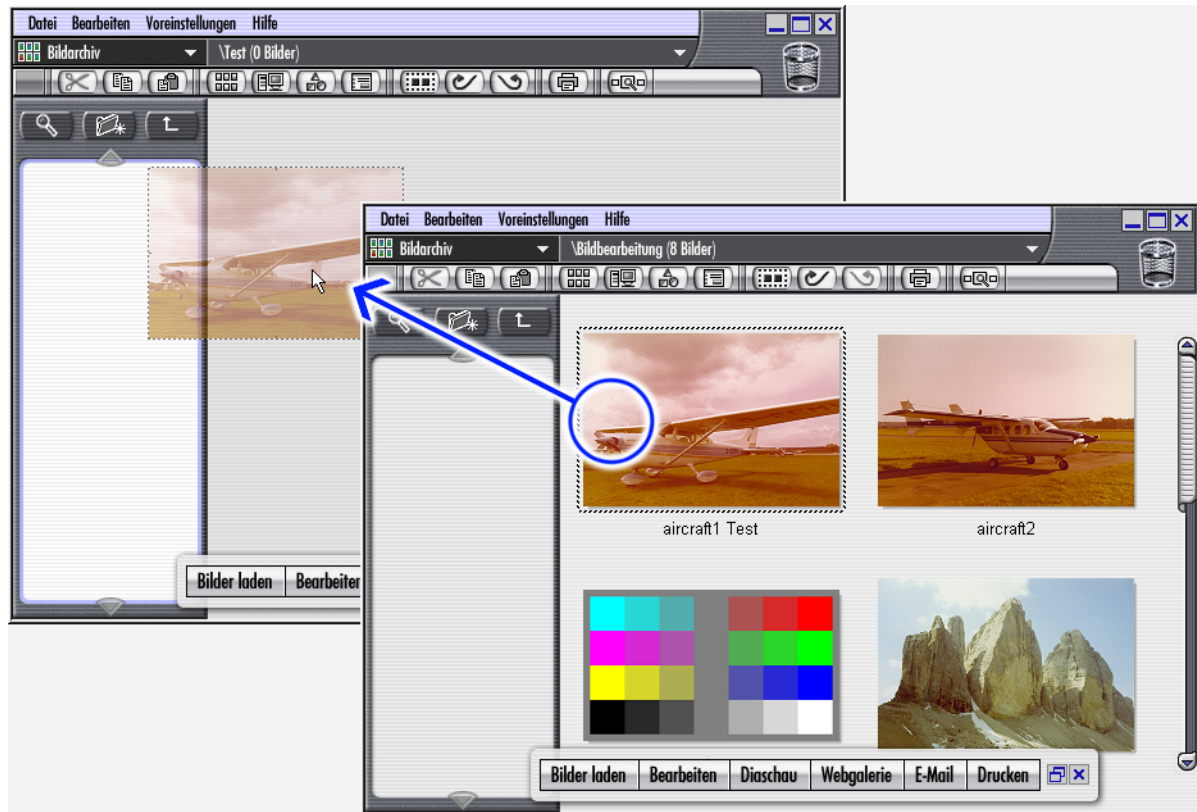 Datei Bearbeiten Voreinstellungen Hilfe
Bildarchiv \Test (0 Bilder)
Bilder laden Bearbeiten
Datei Bearbeiten Voreinstellungen Hilfe
Bildarchiv \Bildbearbeitung (8 Bilder)
aircraft1 Test aircraft2
Bilder laden Bearbeiten Diaschau Webgalerie E-Mail Drucken